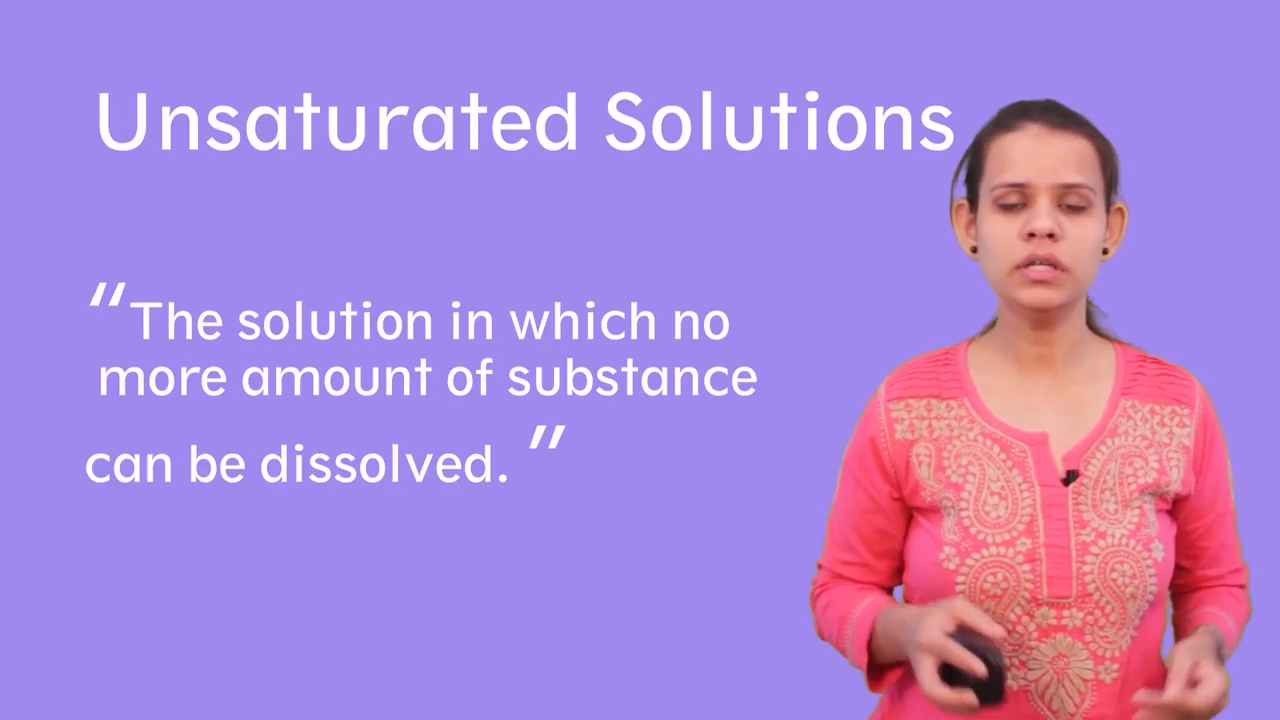 Unsaturated Solutions
“The solution in which no
more amount of substance
can be dissolved. ”